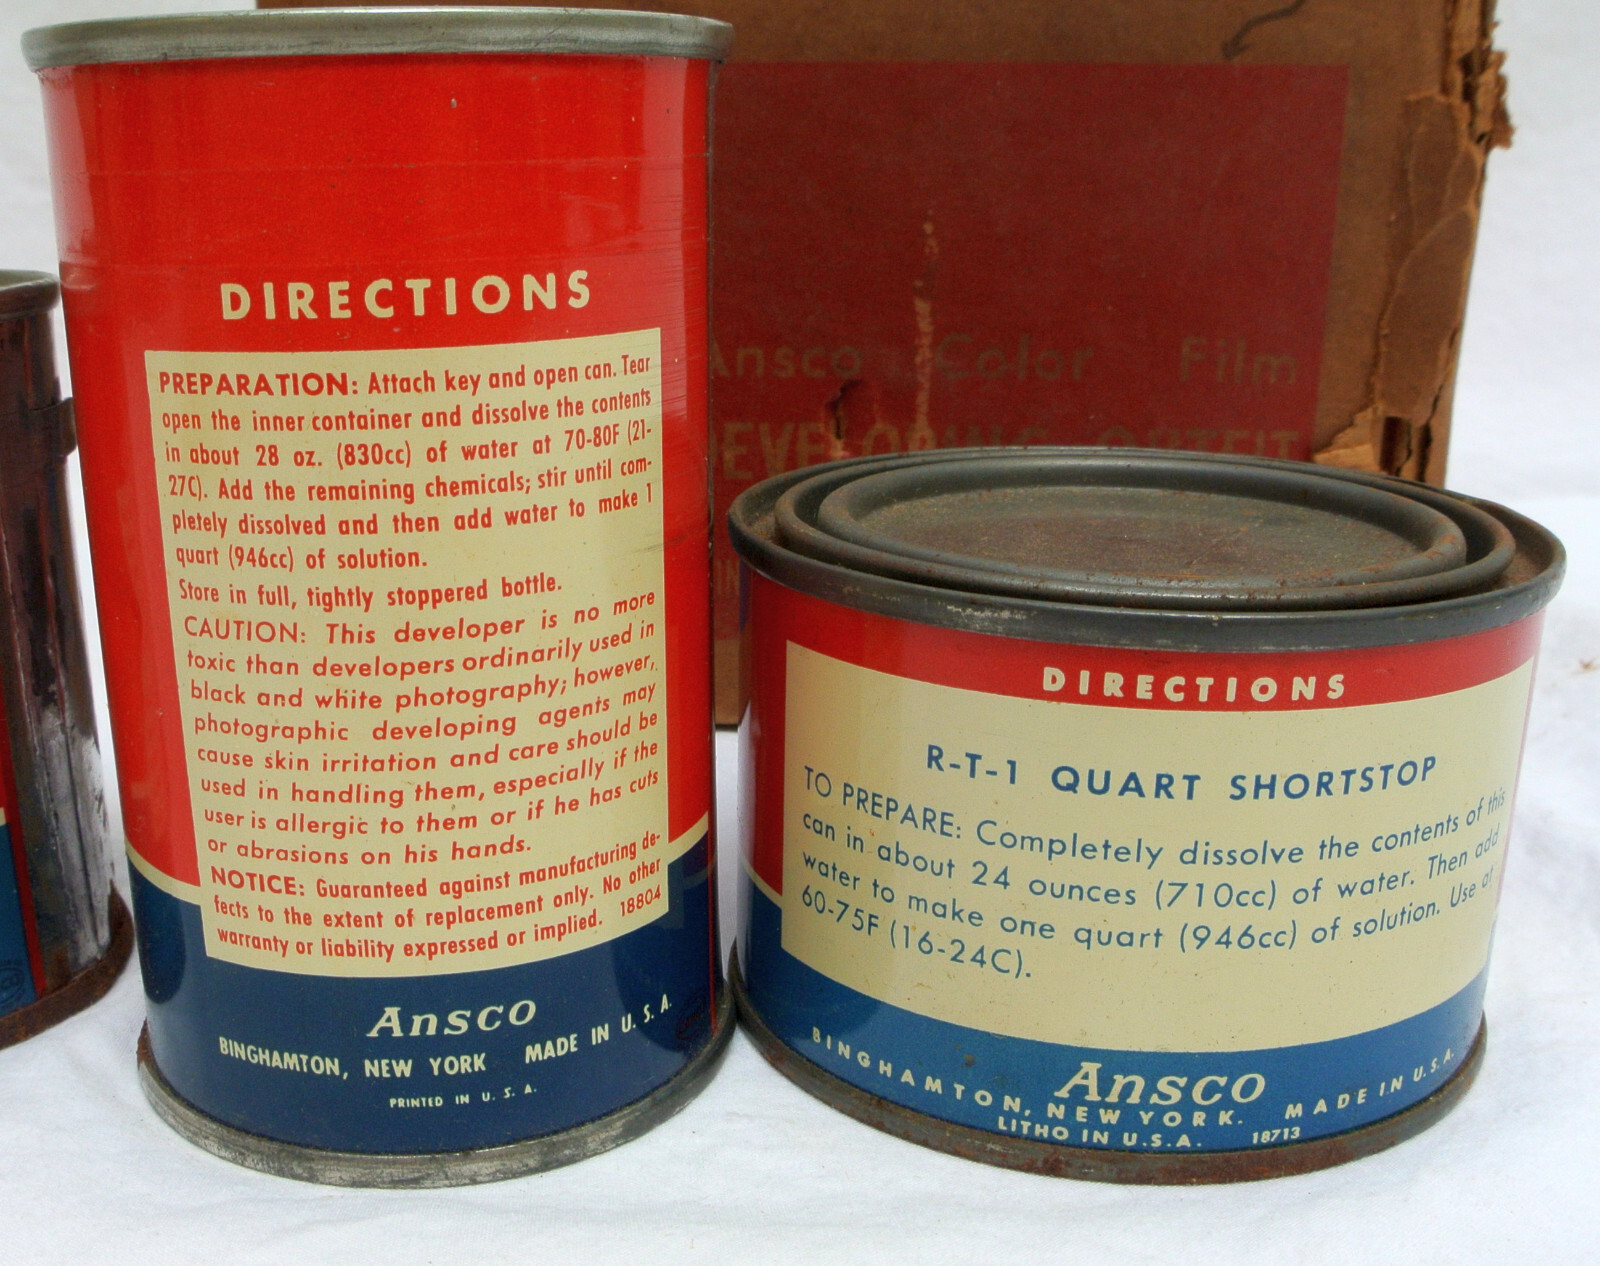 DIRECTIONS
PREPARATION: Attach key and open can. Tear
open the inner container and dissolve the contents
in about 28 oz. (830cc) of water at 70-80F (21-
27C). Add the remaining chemicals; stir until com-
pletely dissolved and then add water to make 1
quart (946cc) of solution.
Store in full, tightly stoppered bottle.
CAUTION: This developer is no more
toxic than developers ordinarily used in
black and white photography; however,
photographic developing agents may
cause skin irritation and care should be
used in handling them, especially if the
user is allergic to them or if he has cuts
or abrasions on his hands.
NOTICE: Guaranteed against manufacturing de-
fects to the extent of replacement only. No other
warranty or liability expressed or implied. 18804
Ansco
BINGHAMTON, NEW YORK MADE IN U. S. A.
PRINTED IN U. S. A.
Ansco Color Film
DEVELOPING OUTFIT
DIRECTIONS
R-T-1 QUART SHORTSTOP
TO PREPARE: Completely dissolve the contents of this
can in about 24 ounces (710cc) of water. Then add
water to make one quart (946cc) of solution. Use at
60-75F (16-24C).
Ansco
BINGHAMTON, NEW YORK. MADE IN U.S.A.
LITHO IN U.S.A. 18713